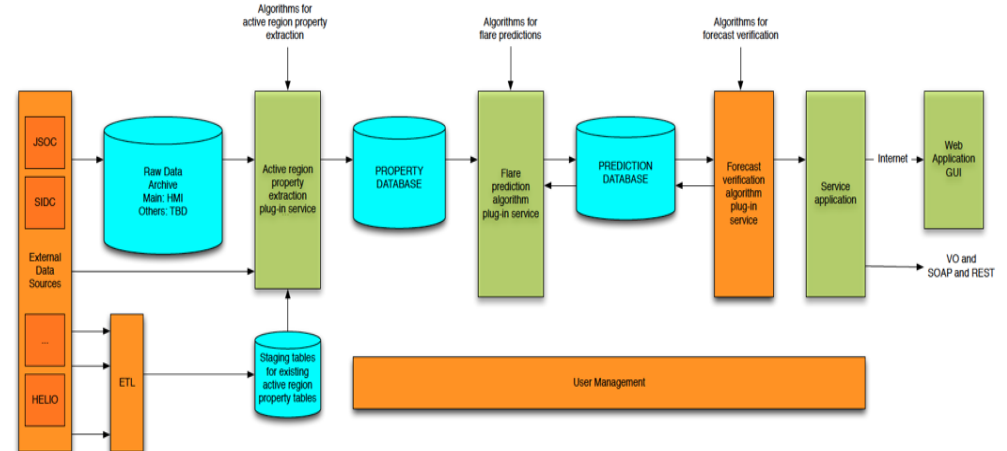 Algorithms for
active region property
extraction
Algorithms for
flare predictions
Algorithms for
forecast verification
JSOC
SIDC
External
Data
Sources
...
HELIO
Raw Data
Archive
Main: HMI
Others: TBD
ETL
Active region
property
extraction
plug-in service
Staging tables
for existing
active region
property tables
PROPERTY
DATABASE
Flare
prediction
algorithm
plug-in service
PREDICTION
DATABASE
Forecast
verification
algorithm
plug-in
service
Service
application
Internet
Web
Application
GUI
VO and
SOAP and REST
User Management